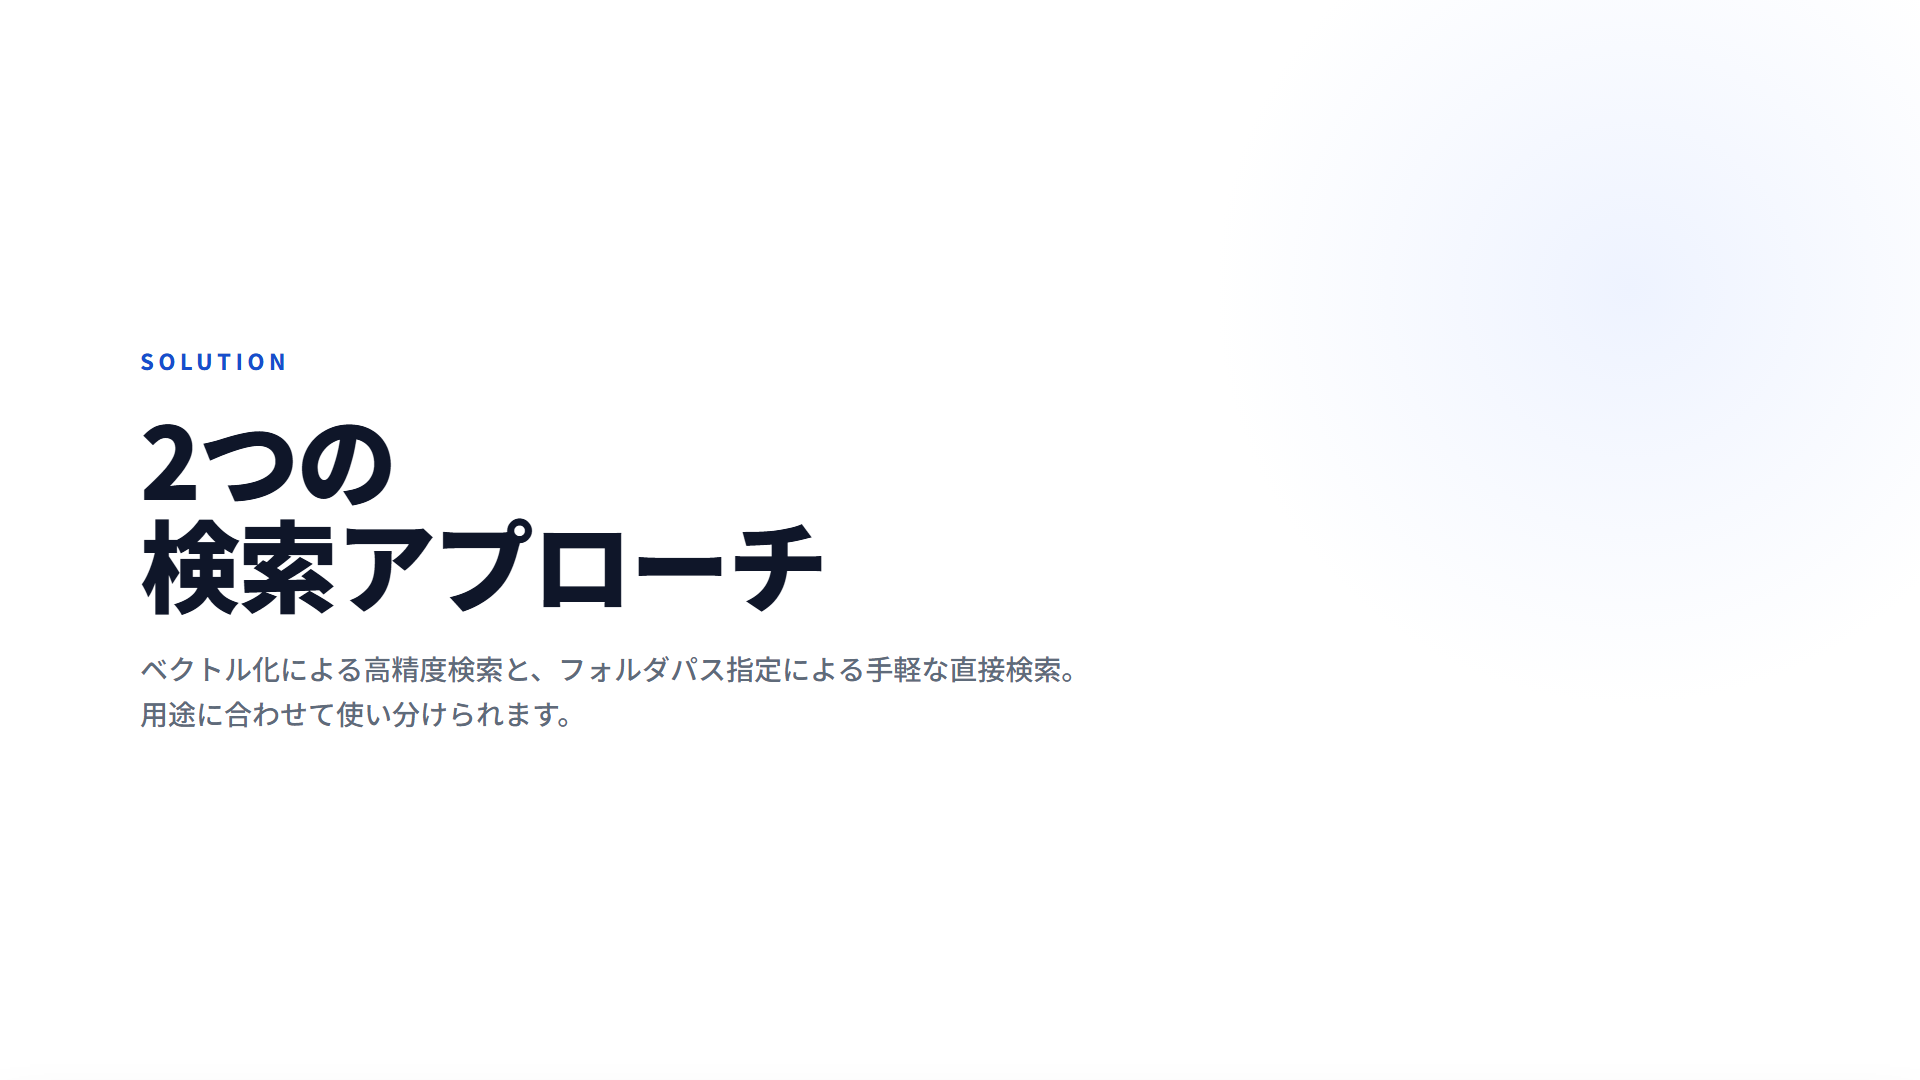 SOLUTION
2つの
検索アプローチ
ベクトル化による高精度検索と、フォルダパス指定による手軽な直接検索。
用途に合わせて使い分けられます。